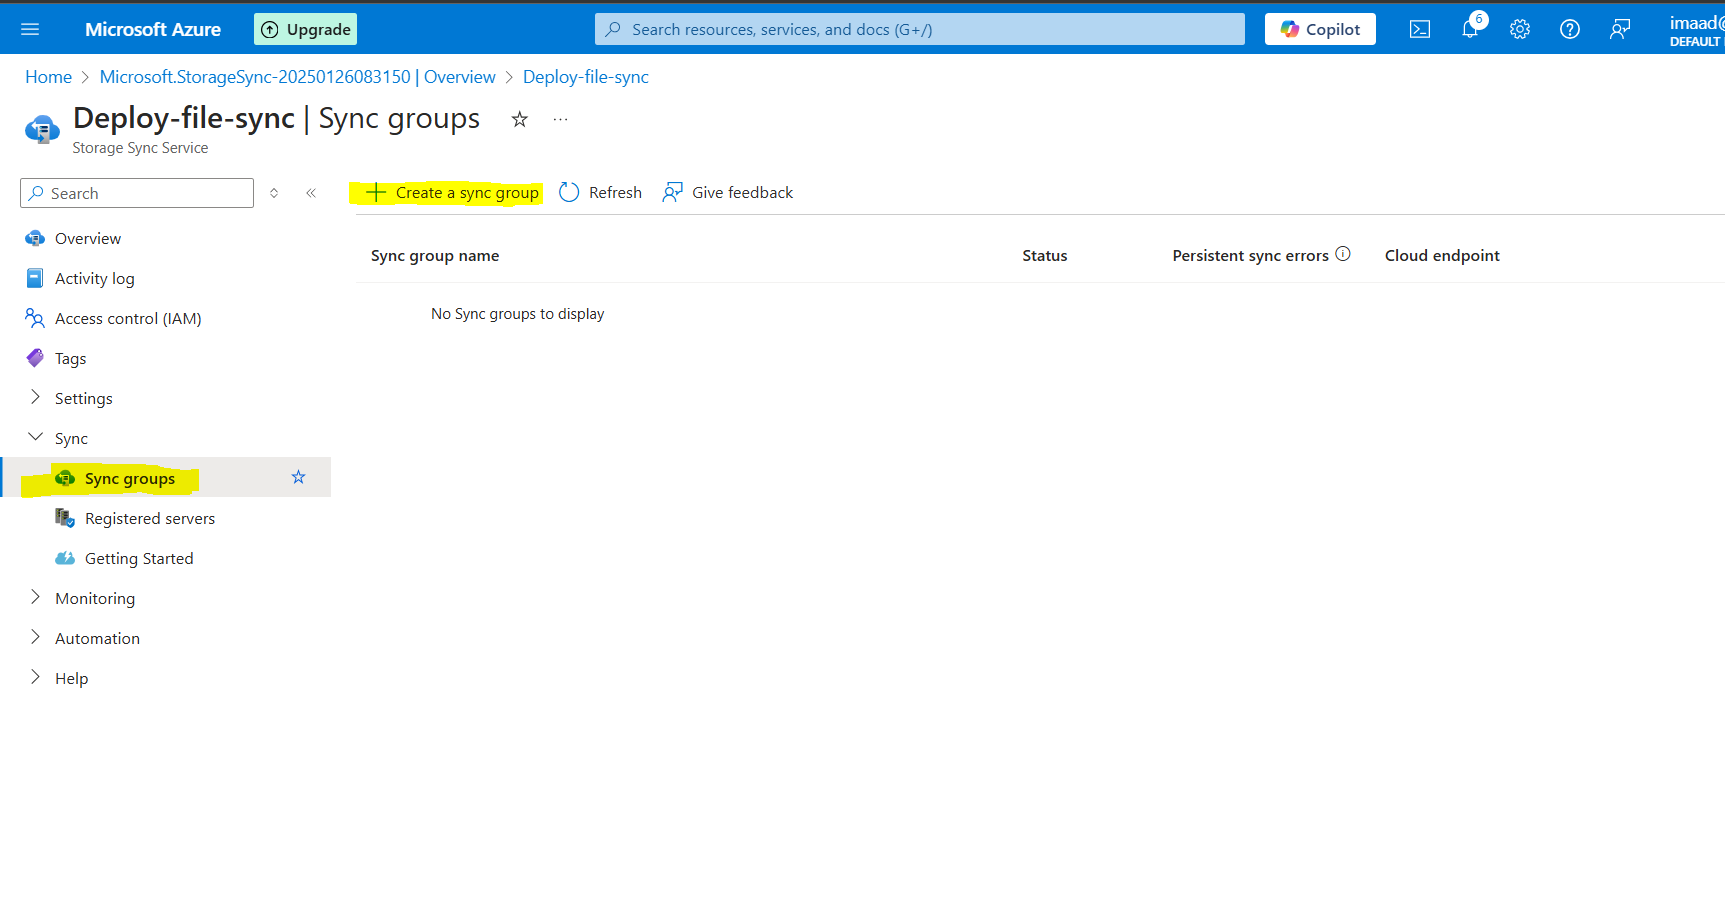 Microsoft Azure
Upgrade
Search resources, services, and docs (G+/)
Copilot
6
imaad@
DEFAULT
Home > Microsoft.StorageSync-20250126083150 | Overview > Deploy-file-sync
Deploy-file-sync | Sync groups
Storage Sync Service
Search
Create a sync group
Refresh
Give feedback
Overview
Activity log
Access control (IAM)
Tags
Settings
Sync
Sync groups
Registered servers
Getting Started
Monitoring
Automation
Help
Sync group name
Status
Persistent sync errors
Cloud endpoint
No Sync groups to display